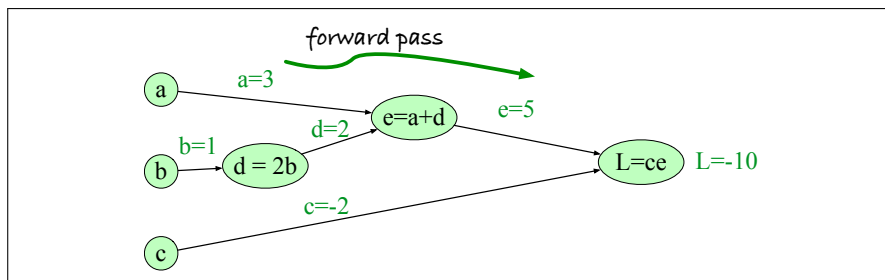 forward pass
a=3
a
e=a+d
e=5
d=2
b=1
b
d = 2b
L=ce
L=-10
c=-2
c